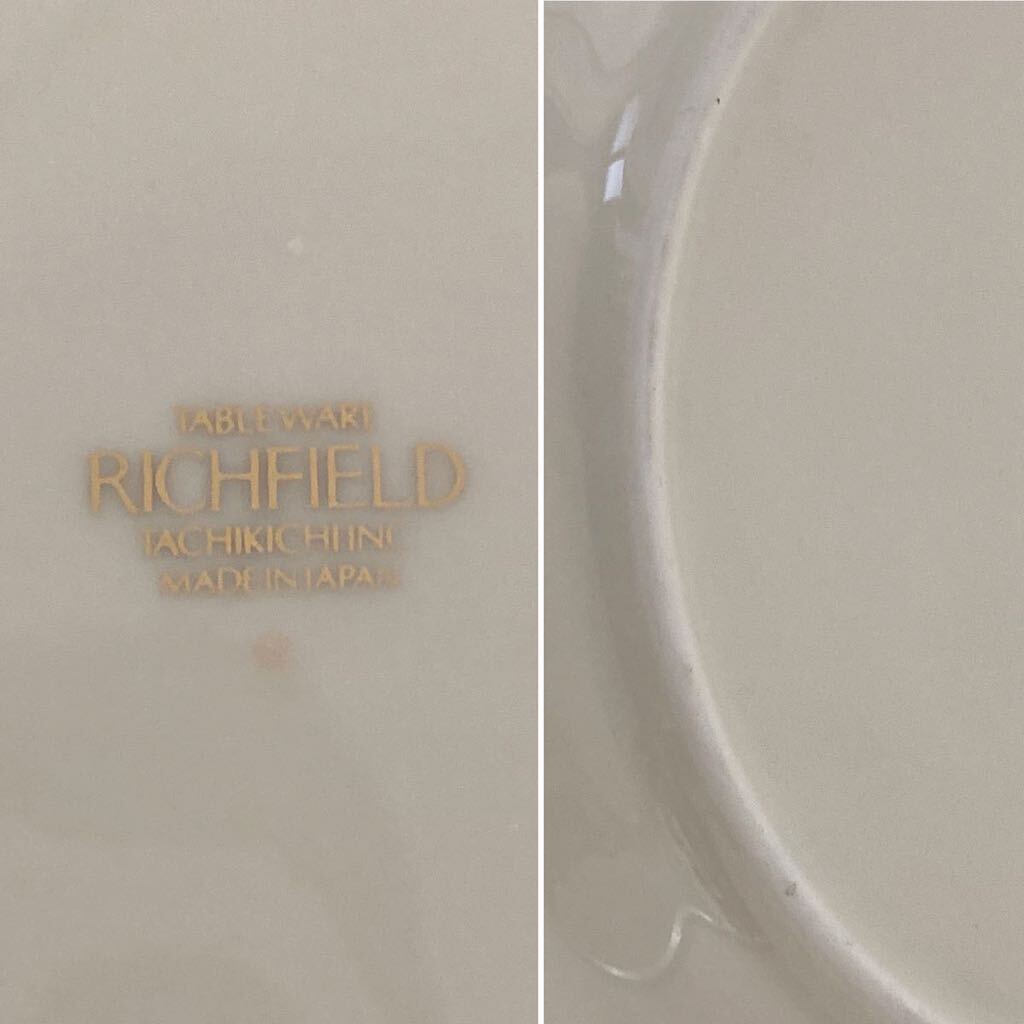 TABLEWARE
RICHFIELD
TACHIKICHI INC
MADE IN JAPAN